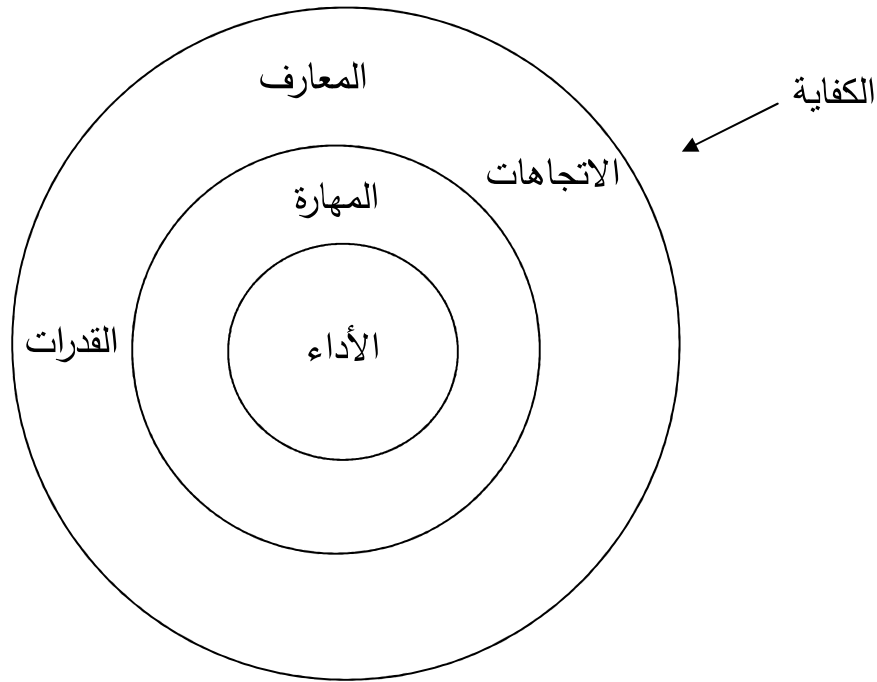 المعارف
الكفاية
الاتجاهات
المهارة
القدرات
الأداء